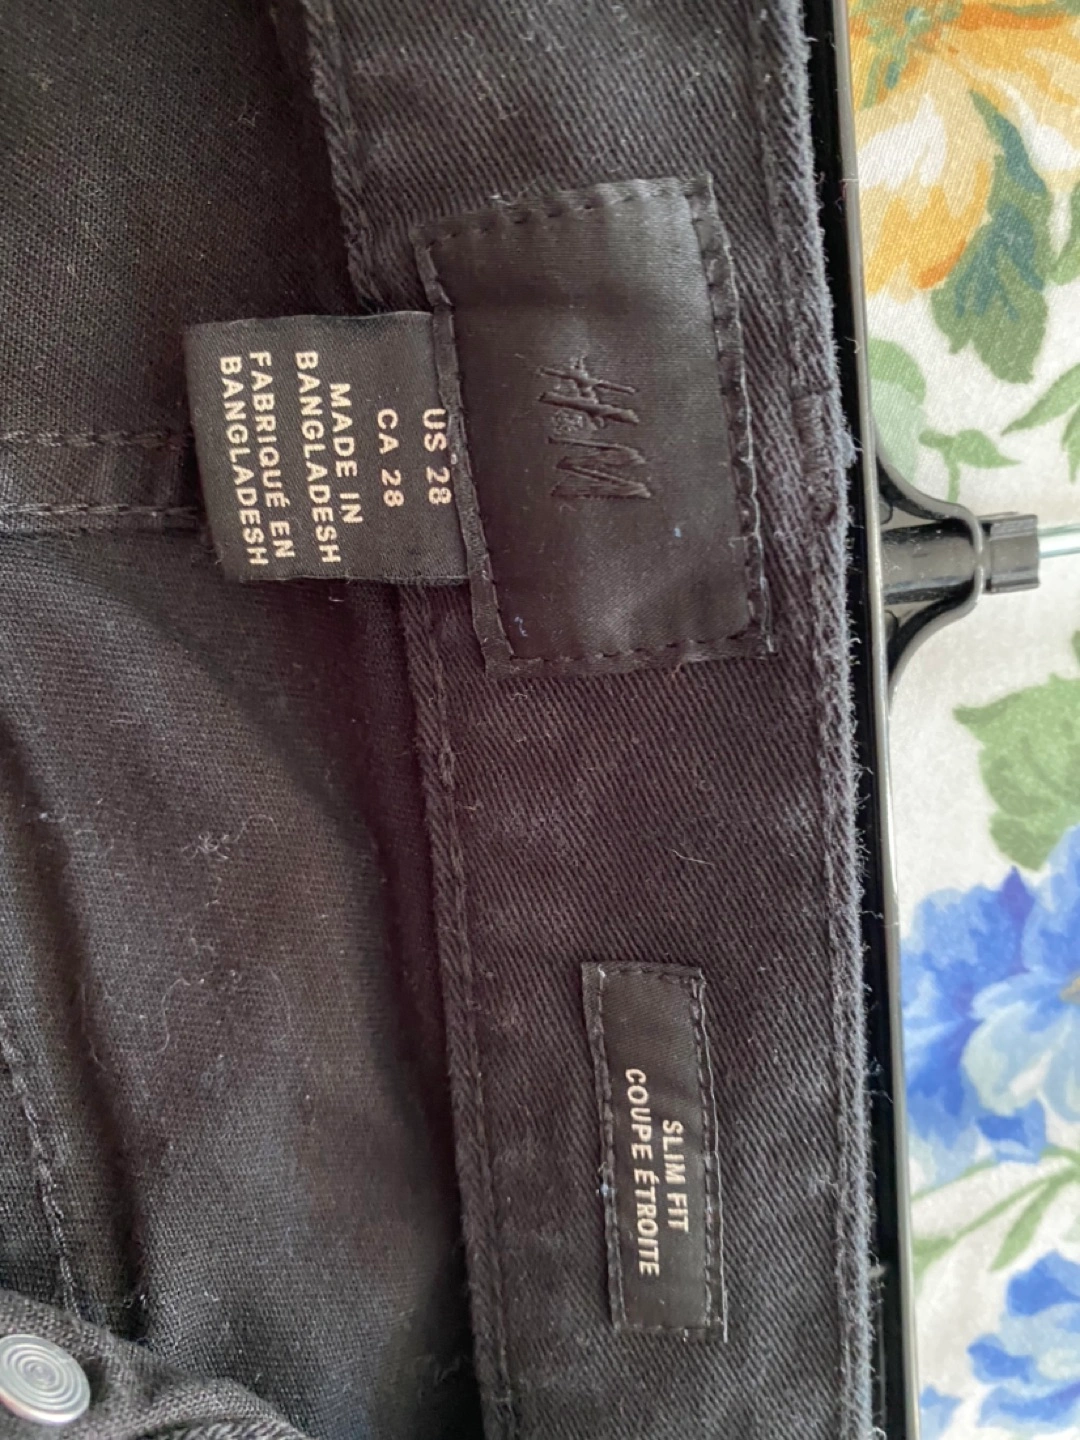 H&M
US 28
CA 28
MADE IN
BANGLADESH
FABRIQUÉ EN
BANGLADESH
SLIM FIT
COUPE ÉTROITE